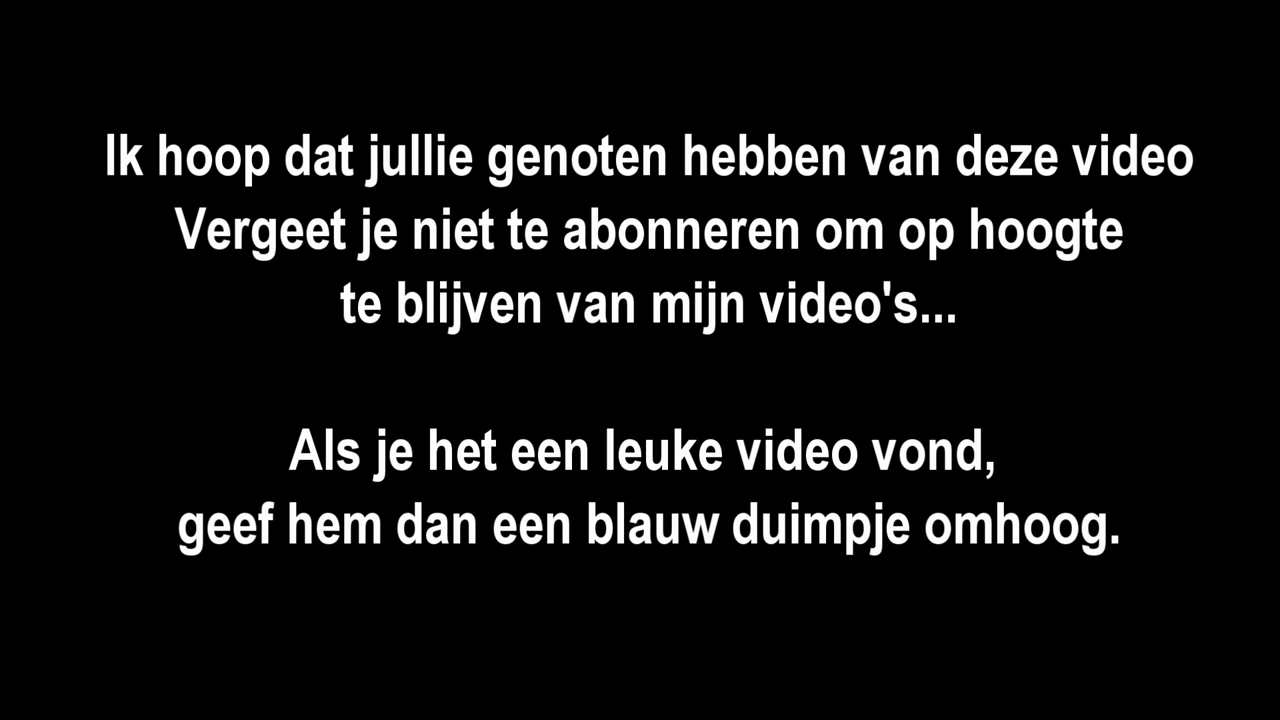 Ik hoop dat jullie genoten hebben van deze video
Vergeet je niet te abonneren om op hoogte
te blijven van mijn video's...
Als je het een leuke video vond,
geef hem dan een blauw duimpje omhoog.